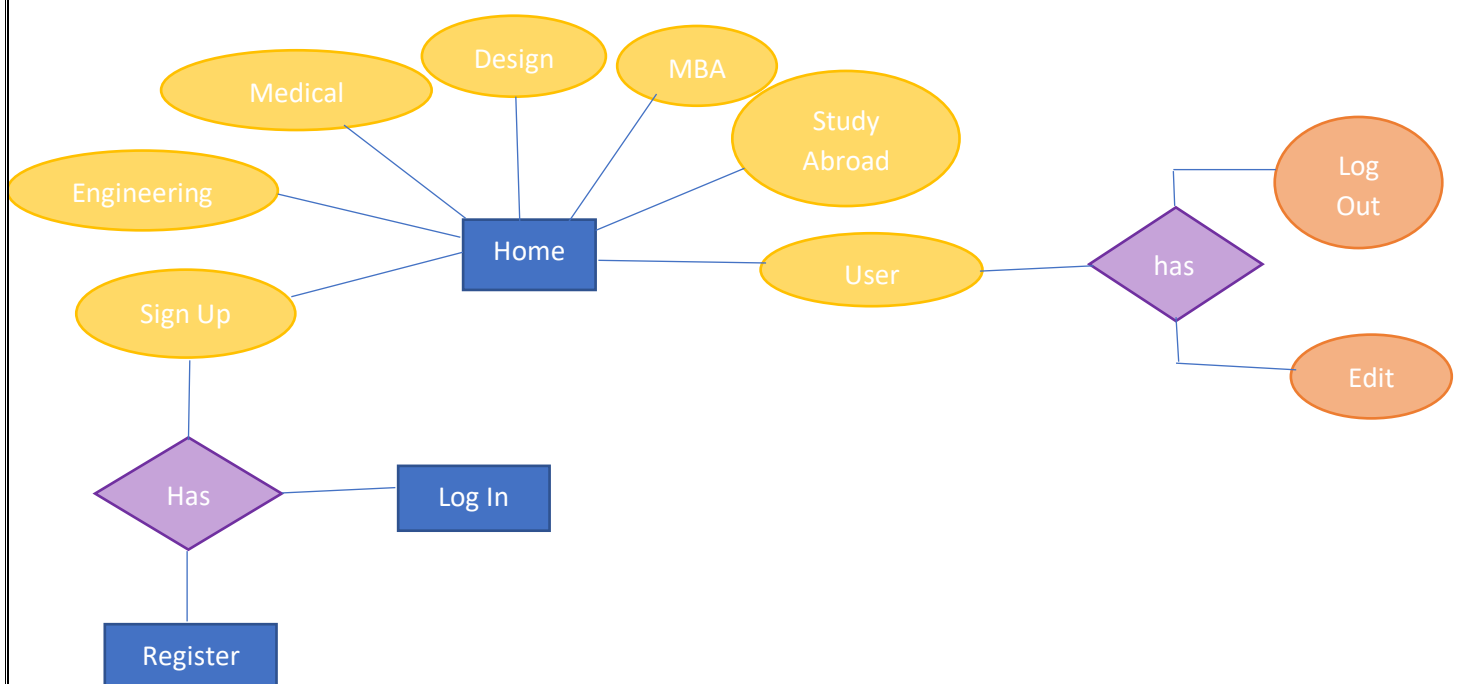 Design
MBA
Medical
Study
Abroad
Log
Out
Engineering
Home
has
User
Sign Up
Edit
Has
Log In
Register